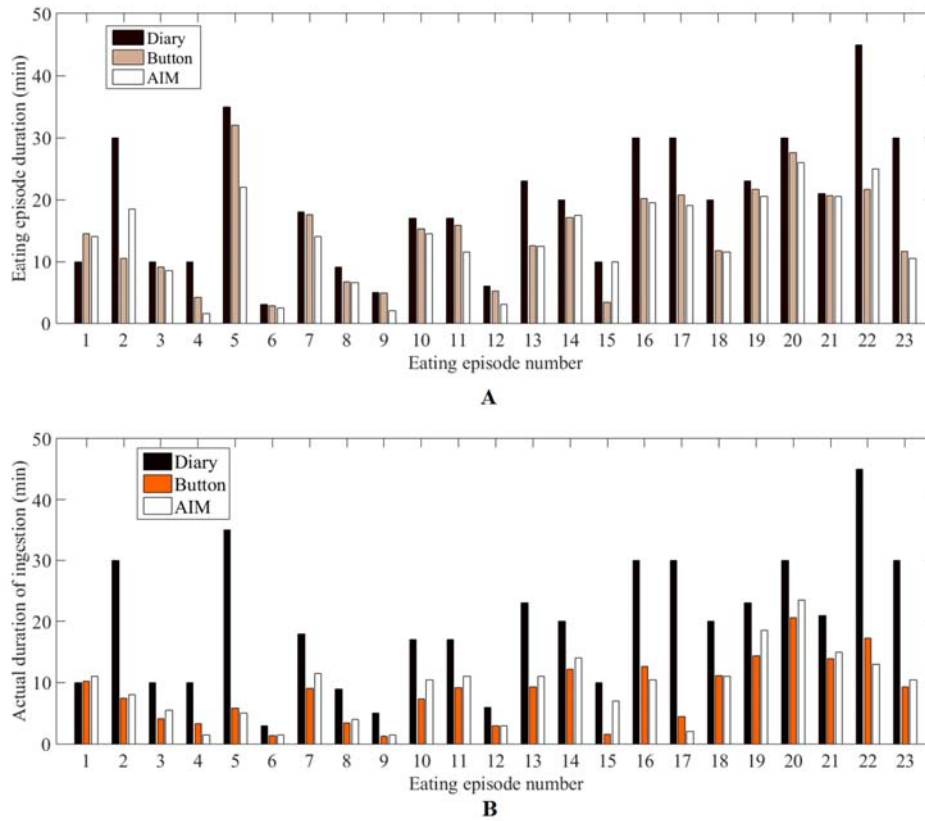 50
40
30
20
10
0
Eating episode duration (min)
Diary
Button
AIM
1 2 3 4 5 6 7 8 9 10 11 12 13 14 15 16 17 18 19 20 21 22 23
Eating episode number
A
50
40
30
20
10
0
Actual duration of ingestion (min)
Diary
Button
AIM
1 2 3 4 5 6 7 8 9 10 11 12 13 14 15 16 17 18 19 20 21 22 23
Eating episode number
B